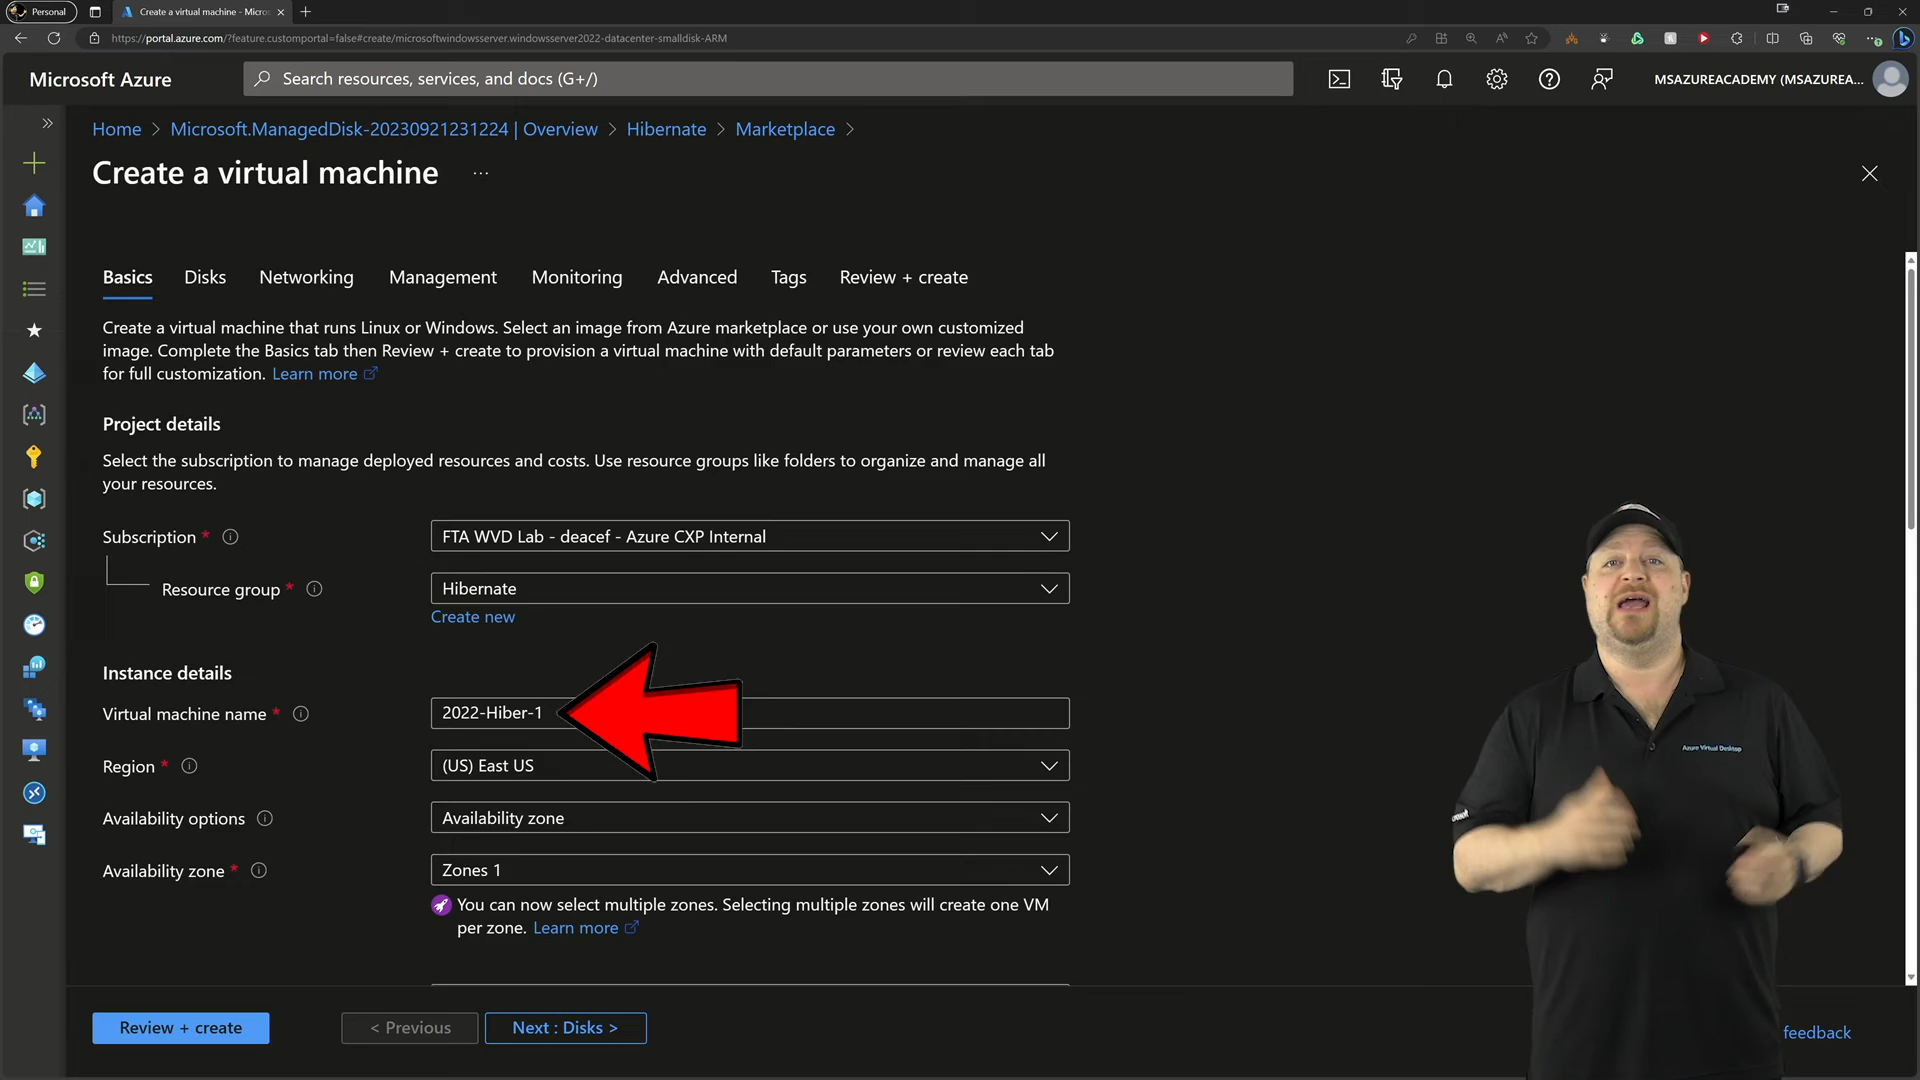 Personal
Create a virtual machine - Micros
https://portal.azure.com/?feature.customportal=false#create/microsoftwindowsserver.windowsserver2022-datacenter-smalldisk-ARM
Microsoft Azure
Search resources, services, and docs (G+/)
MSAZUREACADEMY (MSAZUREA...
Home > Microsoft.ManagedDisk-20230921231224 | Overview > Hibernate > Marketplace >
Create a virtual machine ...
Basics Disks Networking Management Monitoring Advanced Tags Review + create
Create a virtual machine that runs Linux or Windows. Select an image from Azure marketplace or use your own customized
image. Complete the Basics tab then Review + create to provision a virtual machine with default parameters or review each tab
for full customization. Learn more
Project details
Select the subscription to manage deployed resources and costs. Use resource groups like folders to organize and manage all
your resources.
Subscription *
FTA WVD Lab - deacef - Azure CXP Internal
Resource group *
Hibernate
Create new
Instance details
Virtual machine name *
2022-Hiber-1
Region *
(US) East US
Availability options
Availability zone
Availability zone *
Zones 1
You can now select multiple zones. Selecting multiple zones will create one VM
per zone. Learn more
Azure Virtual Desktop
Review + create
< Previous
Next : Disks >
feedback